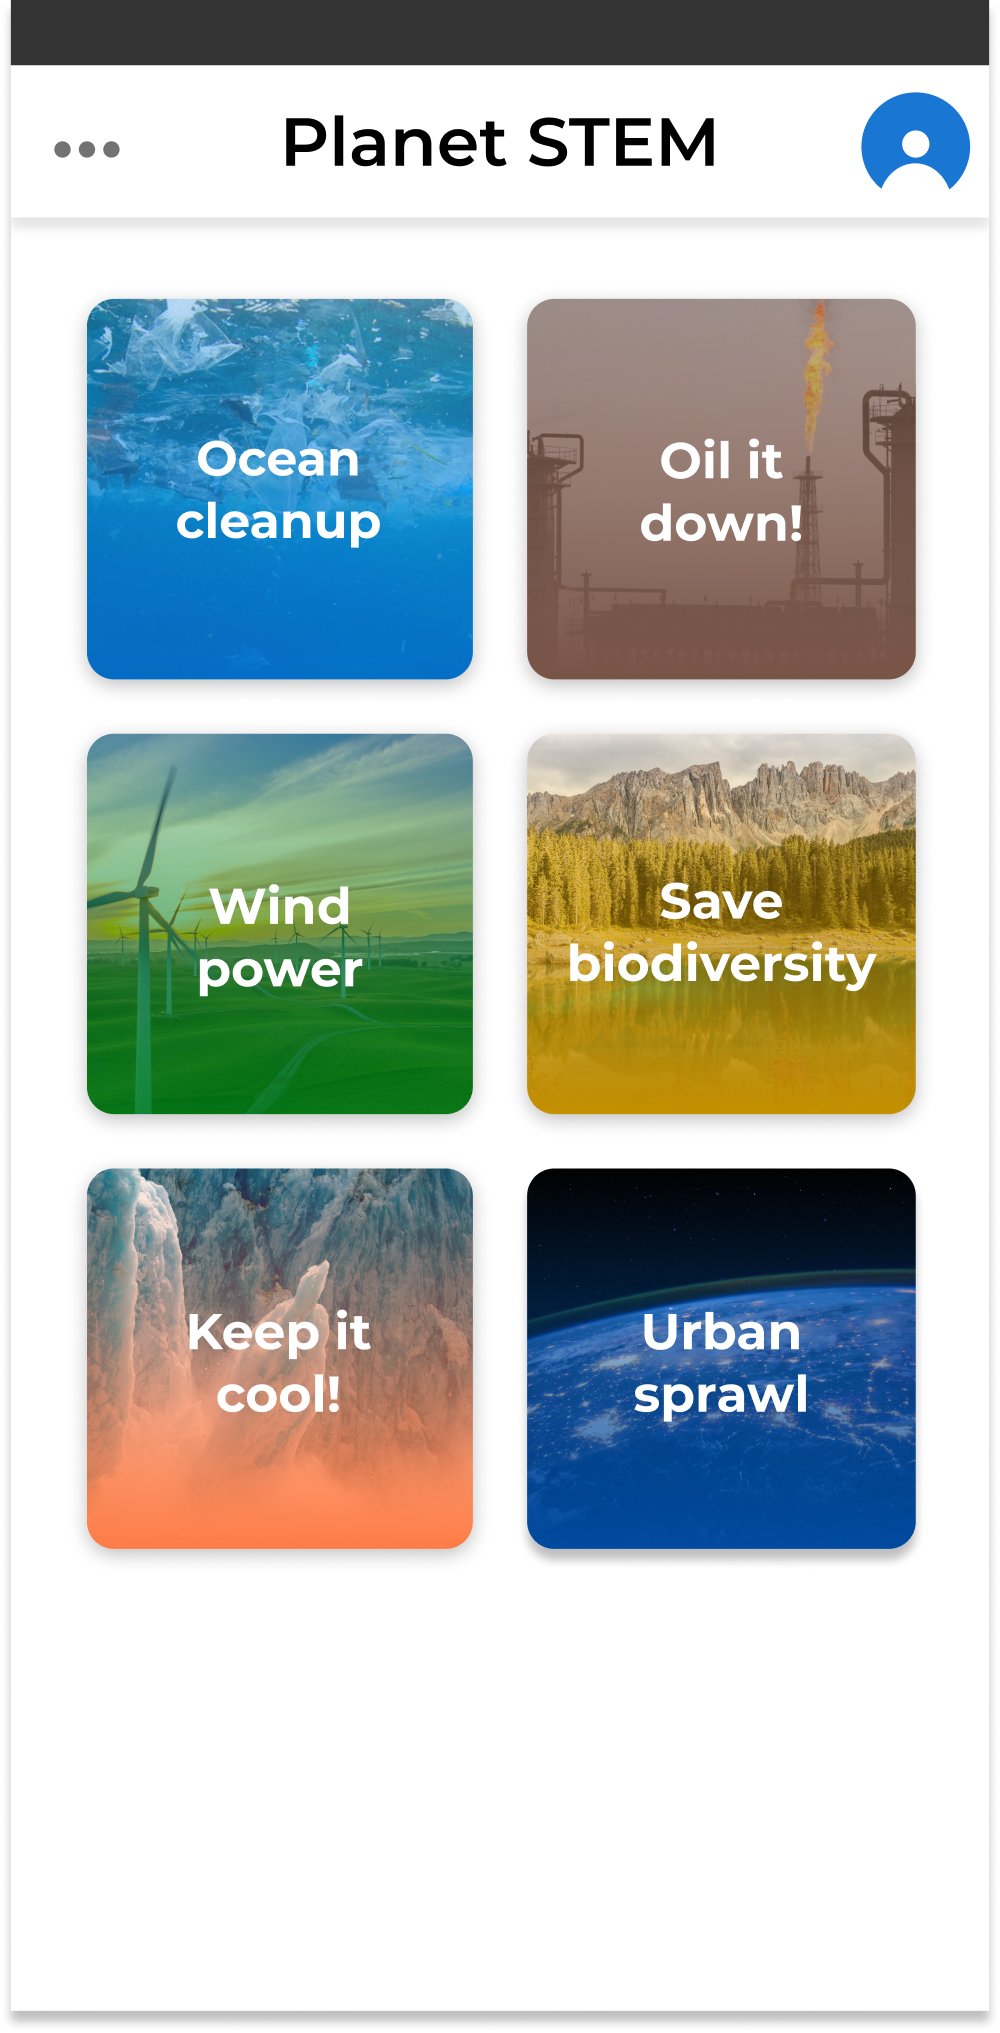 Planet STEM
Ocean
cleanup
Oil it
down!
Wind
power
Save
biodiversity
Keep it
cool!
Urban
sprawl